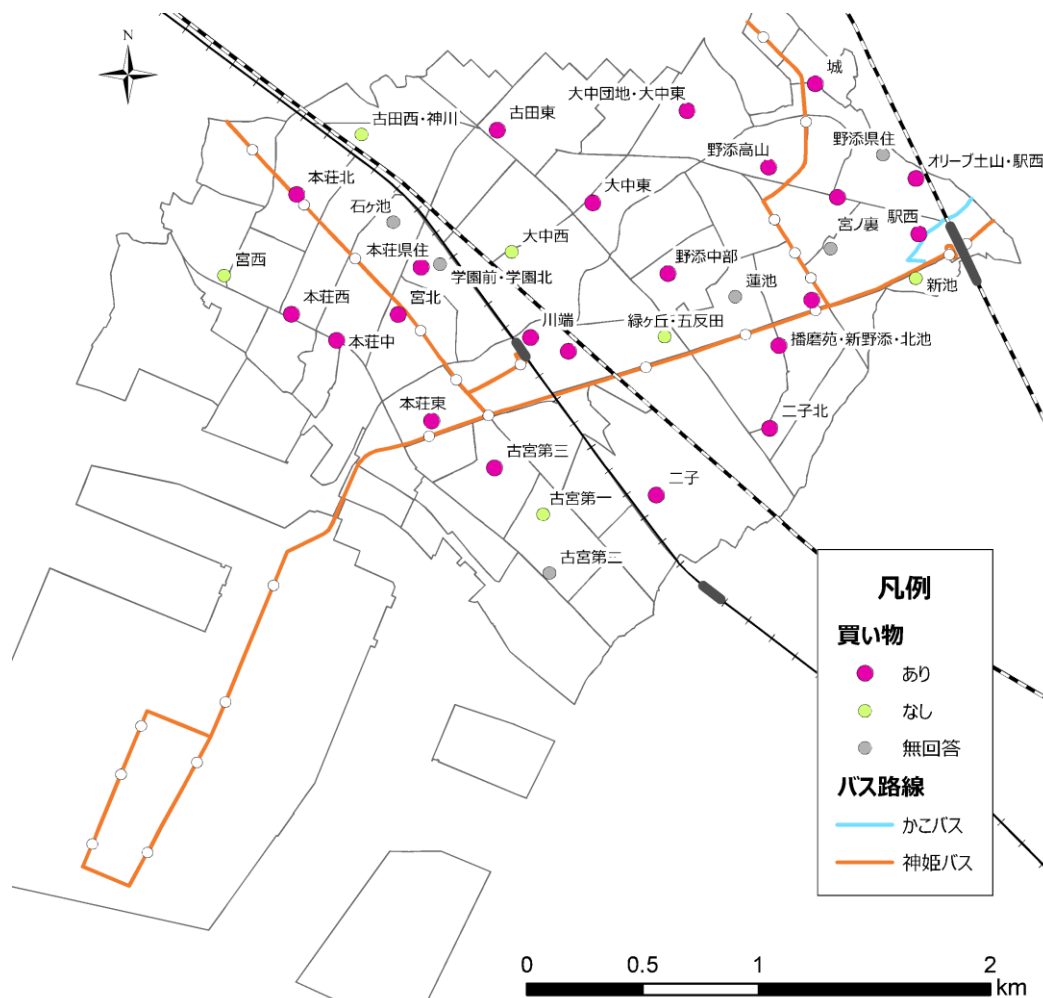 N
城
大中団地・大中東
古田東
古田西・神川
野添県住
野添高山
オリーブ土山・駅西
本荘北
石ヶ池
大中東
駅西
宮ノ裏
大中西
本荘県住
野添中部
宮西
学園前・学園北
新池
蓮池
本荘西
宮北
川端
緑ヶ丘・五反田
本荘中
播磨苑・新野添・北池
本荘東
二子北
古宮第三
二子
古宮第一
古宮第二
凡例
買い物
あり
なし
無回答
バス路線
かこバス
神姫バス
0 0.5 1 2
km